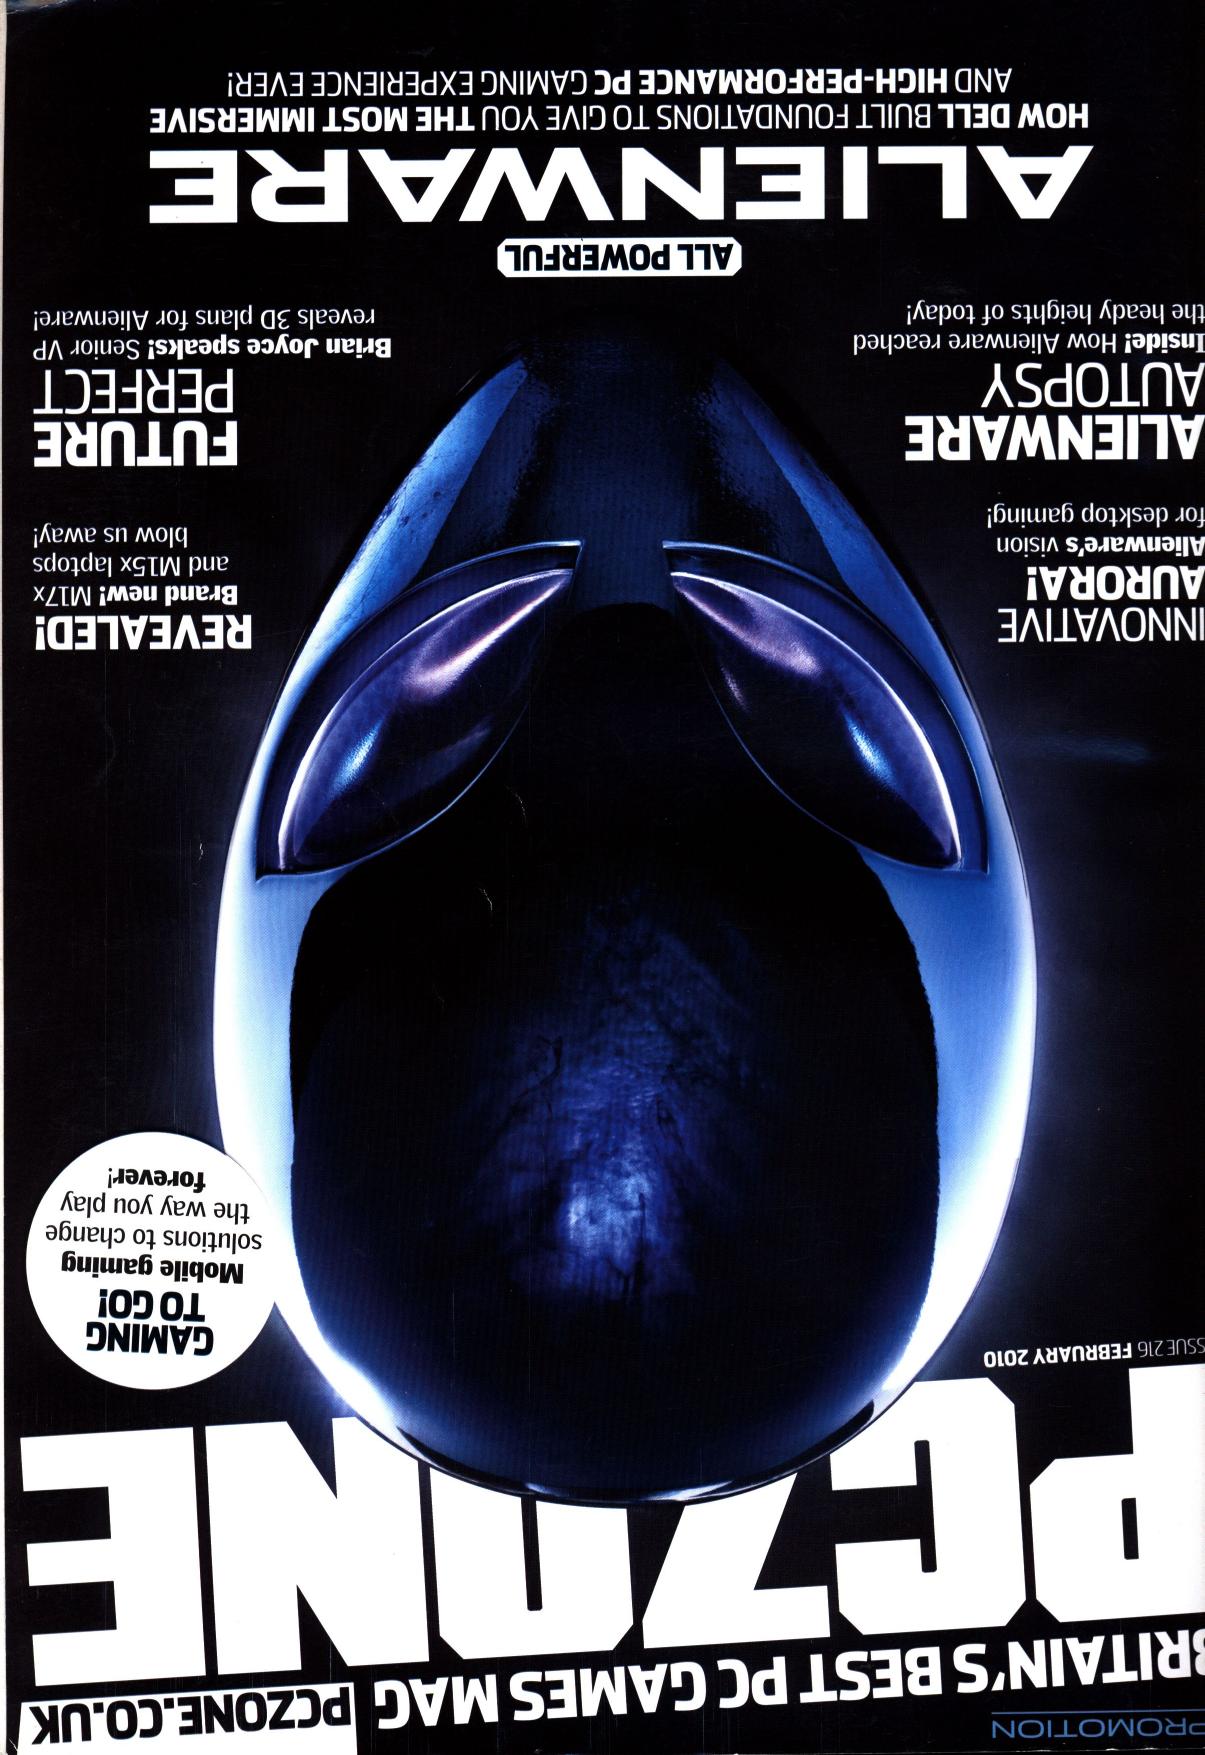 PROMOTION
BRITAIN'S BEST PC GAMES MAG
PCZONE.CO.UK
PCZONE
ISSUE 216 FEBRUARY 2010
GAMING
TO GO!
Mobile gaming
solutions to change
the way you play
forever!
INNOVATIVE
AURORA!
Alienware's vision
for desktop gaming!
ALIENWARE
AUTOPSY
Inside! How Alienware reached
the heady heights of today!
REVEALED!
Brand new! M17x
and M15x laptops
blow us away!
FUTURE
PERFECT
Brian Joyce speaks! Senior VP
reveals 3D plans for Alienware!
ALL POWERFUL
ALIENWARE
HOW DELL BUILT FOUNDATIONS TO GIVE YOU THE MOST IMMERSIVE
AND HIGH-PERFORMANCE PC GAMING EXPERIENCE EVER!